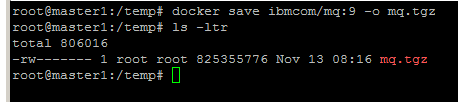 root@master1:/temp# docker save ibmcom/mq:9 -o mq.tgz
root@master1:/temp# ls -ltr
total 806016
-rw------- 1 root root 825355776 Nov 13 08:16 mq.tgz
root@master1:/temp#